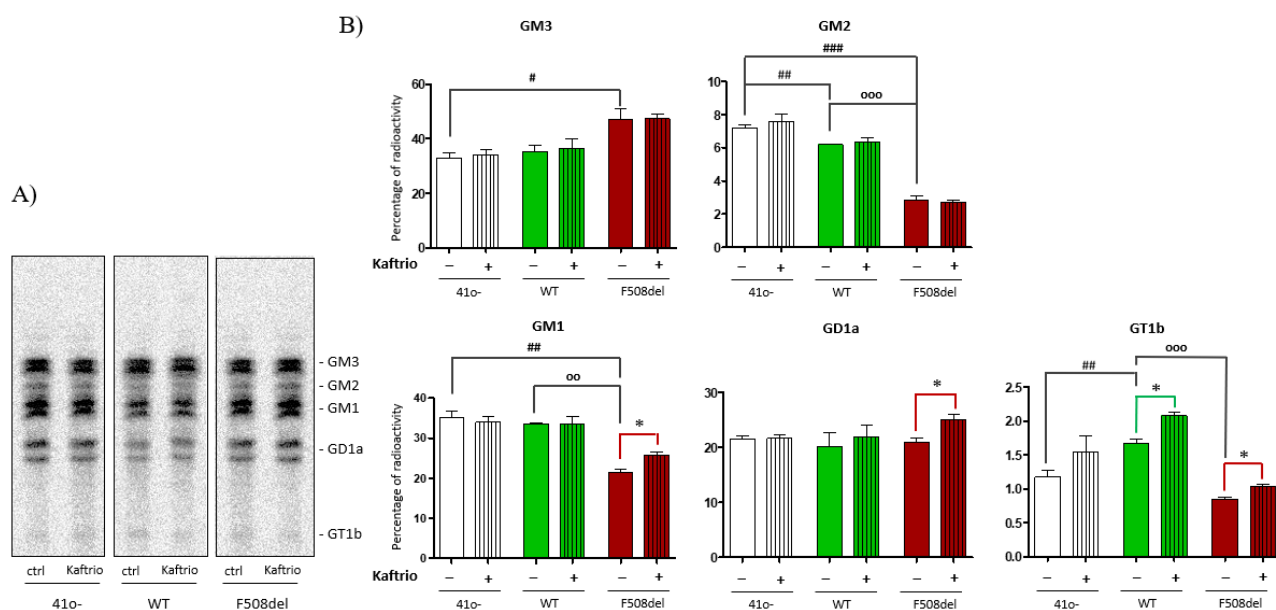 A)
- GM3
- GM2
- GM1
- GD1a
- GT1b
ctrl Kaftrio ctrl Kaftrio ctrl Kaftrio
41o- WT F508del
B)
GM3
Percentage of radioactivity
60
40
20
0
#
Kaftrio − + − + − +
41o- WT F508del
GM2
10
8
6
4
2
0
###
##
ooo
− + − + − +
41o- WT F508del
GM1
Percentage of radioactivity
40
30
20
10
0
##
oo
*
Kaftrio − + − + − +
41o- WT F508del
GD1a
30
20
10
0
*
− + − + − +
41o- WT F508del
GT1b
2.5
2.0
1.5
1.0
0.5
0.0
ooo
##
*
*
− + − + − +
41o- WT F508del